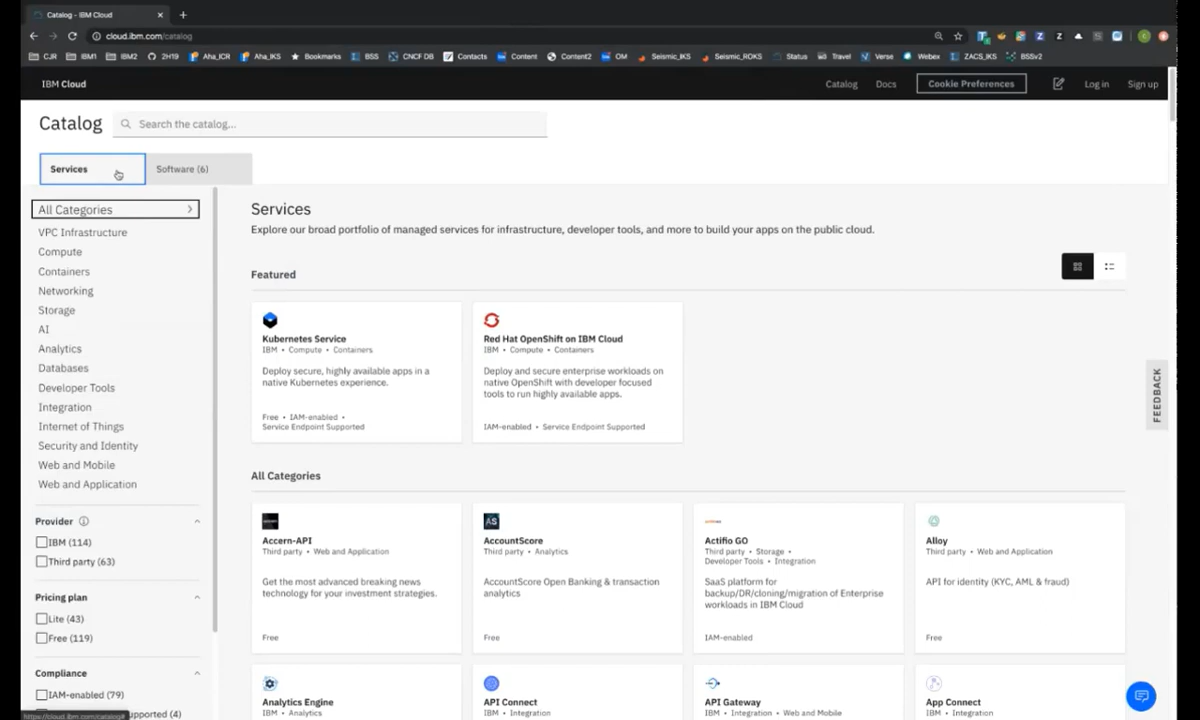 Catalog - IBM Cloud
cloud.ibm.com/catalog
CJR IBM1 IBM2 2H19 Aha_ICR Aha_IKS Bookmarks BSS CNCF DB Contacts Content Content2 OM Seismic_IKS Seismic_ROKS Status Travel Verse Webex ZACS_IKS BSSv2
IBM Cloud Catalog Docs Cookie Preferences Log in Sign up
Catalog Search the catalog...
Services Software (6)
All Categories
VPC Infrastructure
Compute
Containers
Networking
Storage
AI
Analytics
Databases
Developer Tools
Integration
Internet of Things
Security and Identity
Web and Mobile
Web and Application
Provider
IBM (114)
Third party (63)
Pricing plan
Lite (43)
Free (119)
Compliance
IAM-enabled (79)
upported (4)
https://cloud.ibm.com/catalog#
Services
Explore our broad portfolio of managed services for infrastructure, developer tools, and more to build your apps on the public cloud.
Featured
Kubernetes Service
IBM • Compute • Containers
Deploy secure, highly available apps in a
native Kubernetes experience.
Free • IAM-enabled •
Service Endpoint Supported
Red Hat OpenShift on IBM Cloud
IBM • Compute • Containers
Deploy and secure enterprise workloads on
native OpenShift with developer focused
tools to run highly available apps.
IAM-enabled • Service Endpoint Supported
All Categories
Accern-API
Third party • Web and Application
Get the most advanced breaking news
technology for your investment strategies.
Free
AS
AccountScore
Third party • Analytics
AccountScore Open Banking & transaction
analytics
Free
Actifio GO
Third party • Storage •
Developer Tools • Integration
SaaS platform for
backup/DR/cloning/migration of Enterprise
workloads in IBM Cloud
IAM-enabled
Alloy
Third party • Web and Application
API for identity (KYC, AML & fraud)
Free
Analytics Engine
IBM • Analytics
API Connect
IBM • Integration
API Gateway
IBM • Integration • Web and Mobile
App Connect
IBM • Integration
FEEDBACK